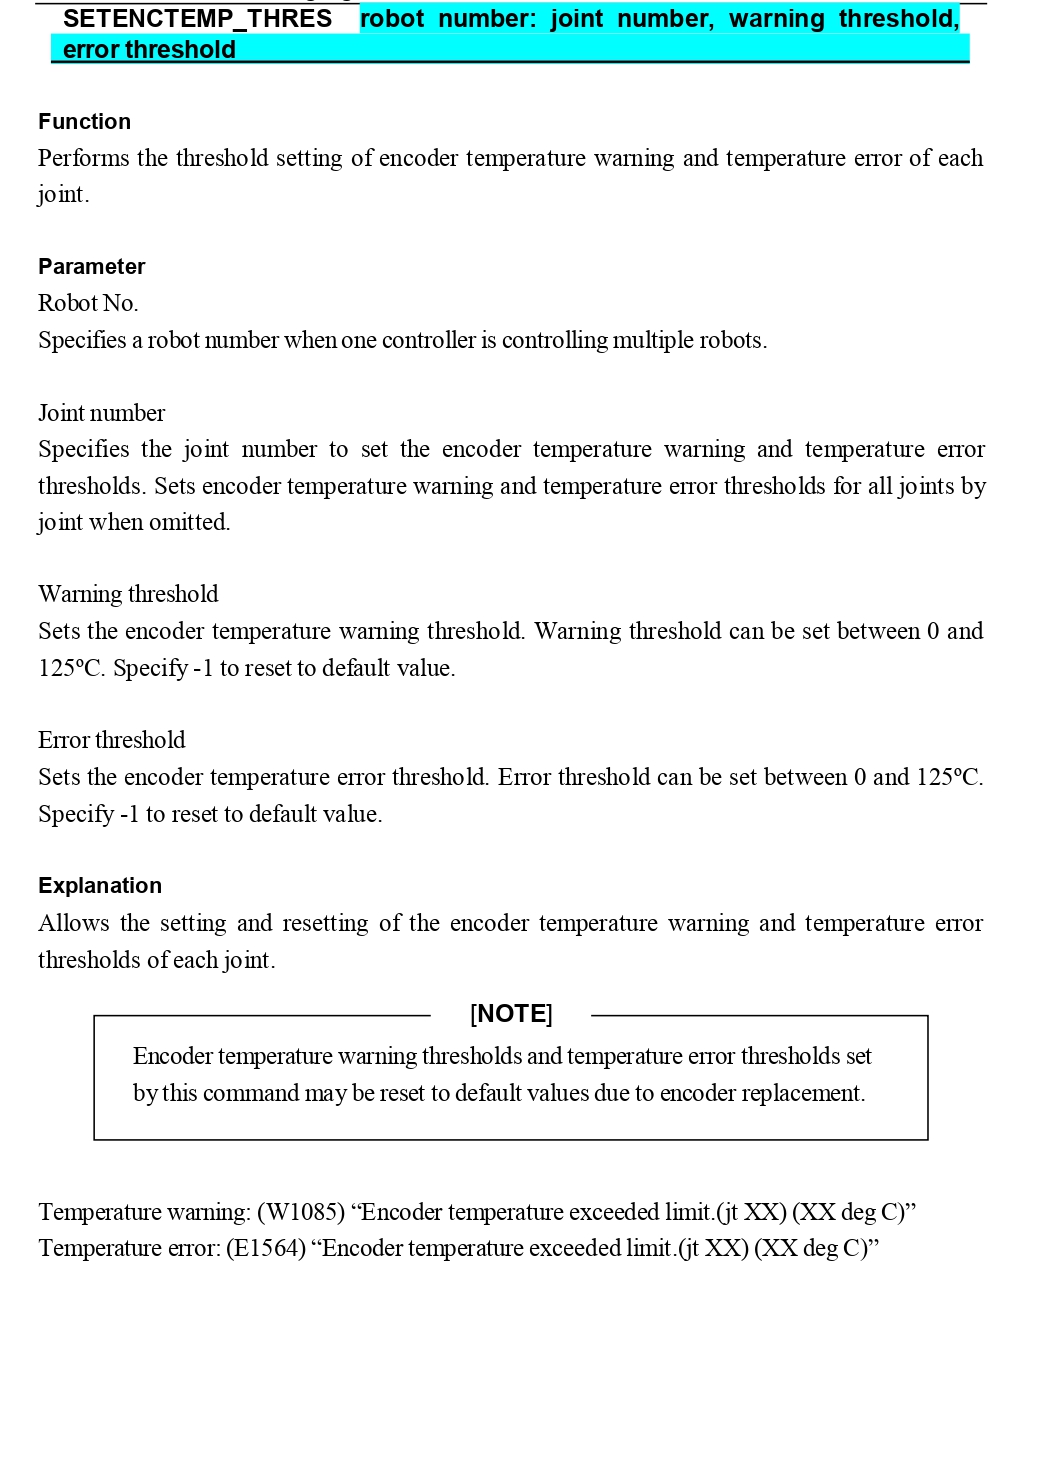 SETENCTEMP_THRES robot number: joint number, warning threshold,
error threshold
Function
Performs the threshold setting of encoder temperature warning and temperature error of each
joint.
Parameter
Robot No.
Specifies a robot number when one controller is controlling multiple robots.
Joint number
Specifies the joint number to set the encoder temperature warning and temperature error
thresholds. Sets encoder temperature warning and temperature error thresholds for all joints by
joint when omitted.
Warning threshold
Sets the encoder temperature warning threshold. Warning threshold can be set between 0 and
125ºC. Specify -1 to reset to default value.
Error threshold
Sets the encoder temperature error threshold. Error threshold can be set between 0 and 125ºC.
Specify -1 to reset to default value.
Explanation
Allows the setting and resetting of the encoder temperature warning and temperature error
thresholds of each joint.
[NOTE]
Encoder temperature warning thresholds and temperature error thresholds set
by this command may be reset to default values due to encoder replacement.
Temperature warning: (W1085) “Encoder temperature exceeded limit.(jt XX) (XX deg C)”
Temperature error: (E1564) “Encoder temperature exceeded limit.(jt XX) (XX deg C)”